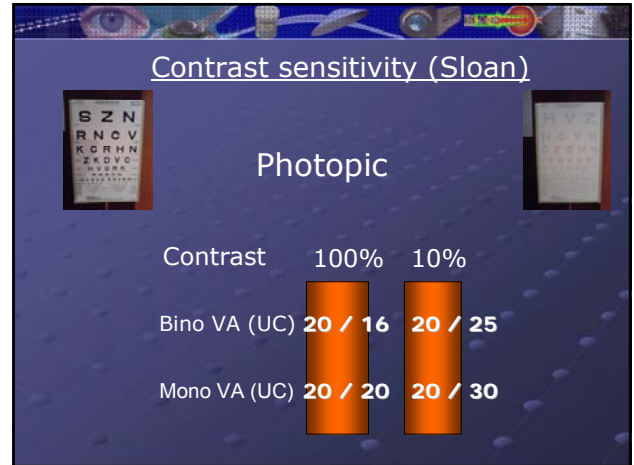 Contrast sensitivity (Sloan)
S Z N
R N C V
K C R H N
Z K D V C
H V O R K
H V Z
N C V K
Photopic
Contrast 100% 10%
Bino VA (UC) 20 / 16 20 / 25
Mono VA (UC) 20 / 20 20 / 30